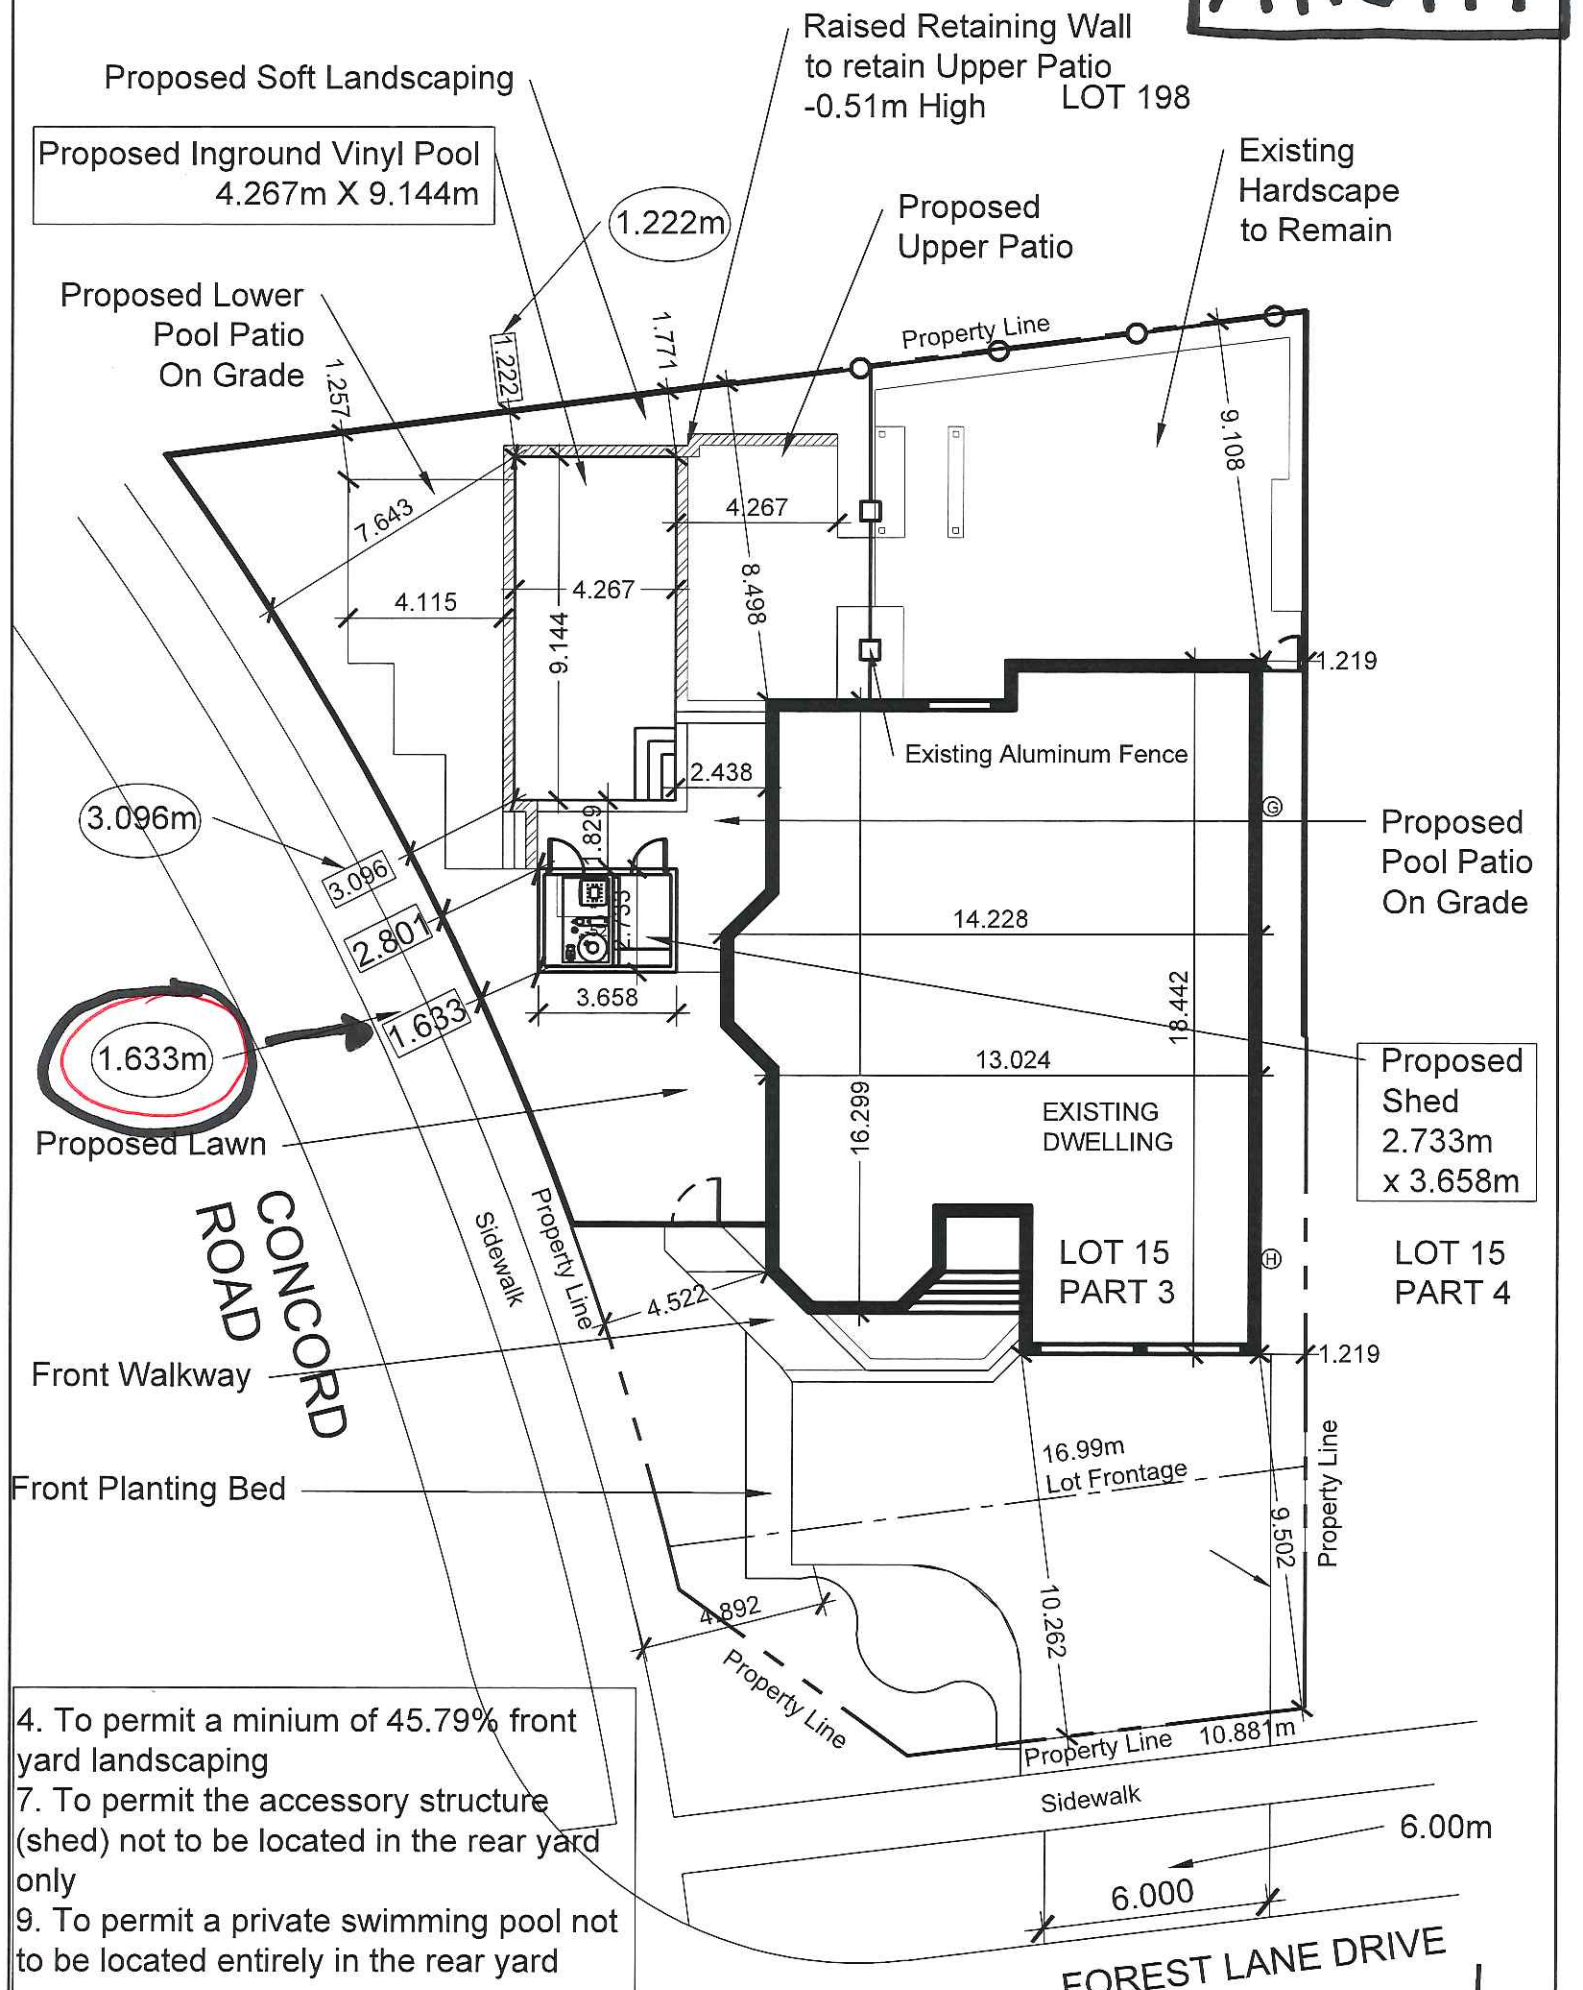 Raised Retaining Wall
to retain Upper Patio
-0.51m High
LOT 198
Proposed Soft Landscaping
Proposed Inground Vinyl Pool
4.267m X 9.144m
Existing
Hardscape
to Remain
1.222m
Proposed
Upper Patio
Proposed Lower
Pool Patio
On Grade
1.257
1.222
1.771
Property Line
9.108
7.643
4.267
8.498
4.115
4.267
9.144
1.219
Existing Aluminum Fence
2.438
G
3.096m
1.829
Proposed
Pool Patio
On Grade
3.096
2.801
2.733
14.228
3.658
18.442
1.633
1.633m
13.024
Proposed
Shed
2.733m
x 3.658m
16.299
EXISTING
DWELLING
Proposed Lawn
CONCORD
ROAD
Sidewalk
Property Line
LOT 15
PART 3
H
LOT 15
PART 4
4.522
Front Walkway
1.219
16.99m
Lot Frontage
Property Line
Front Planting Bed
9.502
10.262
4.892
Property Line
Property Line
10.881m
Sidewalk
4. To permit a minium of 45.79% front
yard landscaping
7. To permit the accessory structure
(shed) not to be located in the rear yard
only
9. To permit a private swimming pool not
to be located entirely in the rear yard
6.00m
6.000
FOREST LANE DRIVE